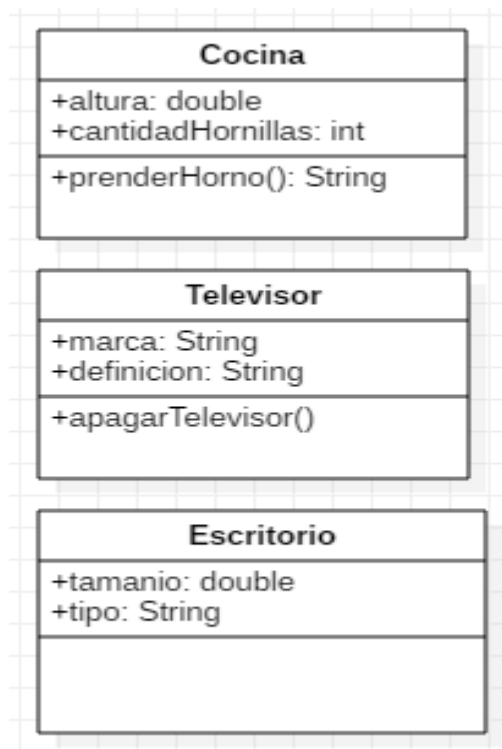 Cocina
+altura: double
+cantidadHornillas: int
+prenderHorno(): String
Televisor
+marca: String
+definicion: String
+apagarTelevisor()
Escritorio
+tamanio: double
+tipo: String